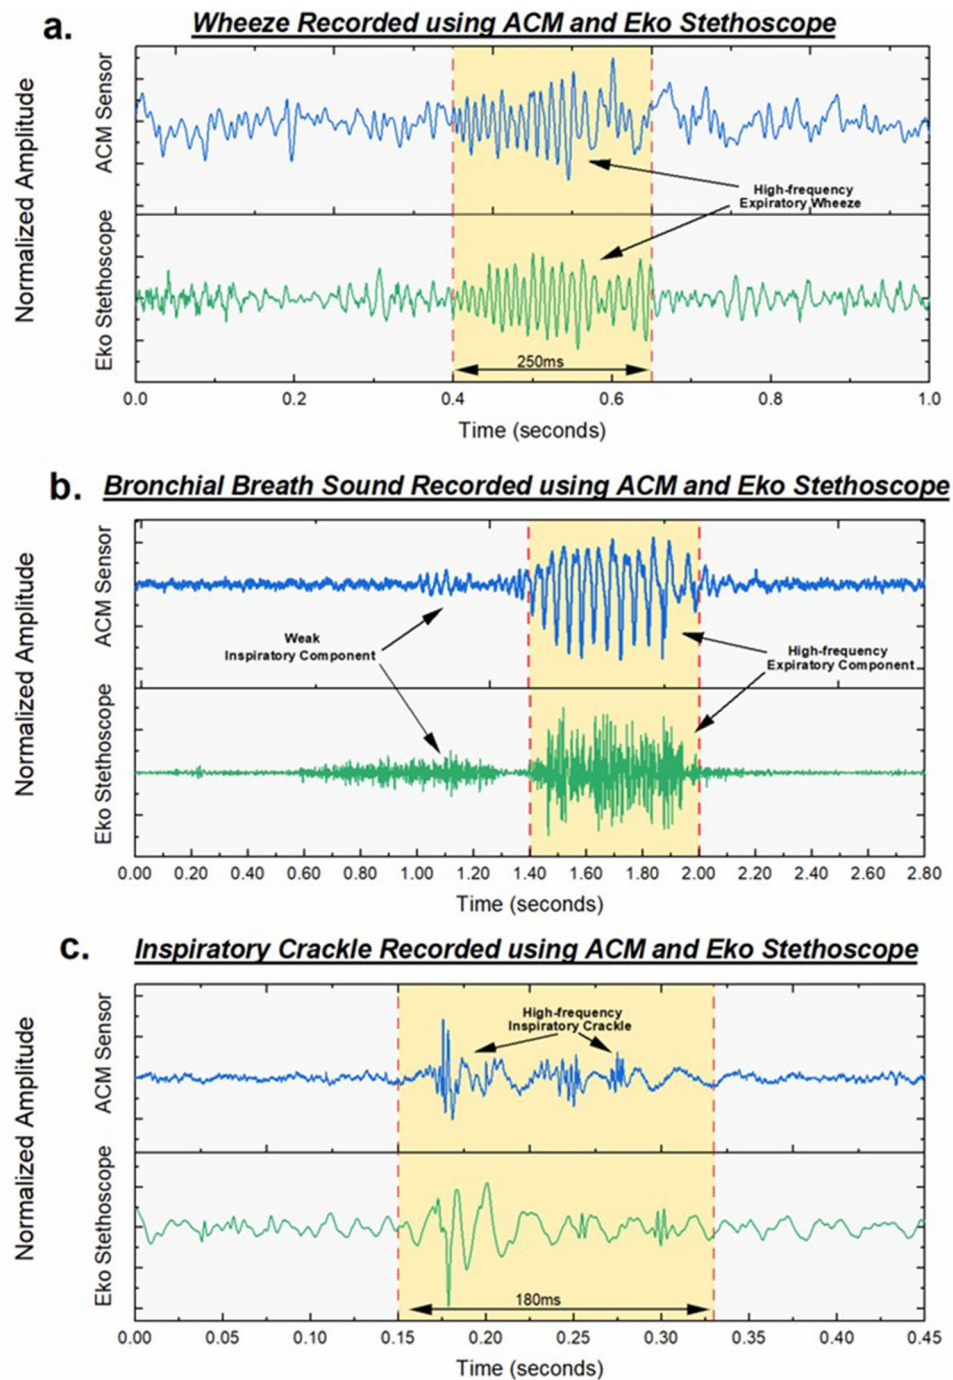 a.
Wheeze Recorded using ACM and Eko Stethoscope
Normalized Amplitude
ACM Sensor
Eko Stethoscope
High-frequency
Expiratory Wheeze
250ms
0.0 0.2 0.4 0.6 0.8 1.0
Time (seconds)
b.
Bronchial Breath Sound Recorded using ACM and Eko Stethoscope
Normalized Amplitude
ACM Sensor
Eko Stethoscope
Weak
Inspiratory Component
High-frequency
Expiratory Component
0.00 0.20 0.40 0.60 0.80 1.00 1.20 1.40 1.60 1.80 2.00 2.20 2.40 2.60 2.80
Time (seconds)
c.
Inspiratory Crackle Recorded using ACM and Eko Stethoscope
Normalized Amplitude
ACM Sensor
Eko Stethoscope
High-frequency
Inspiratory Crackle
180ms
0.00 0.05 0.10 0.15 0.20 0.25 0.30 0.35 0.40 0.45
Time (seconds)